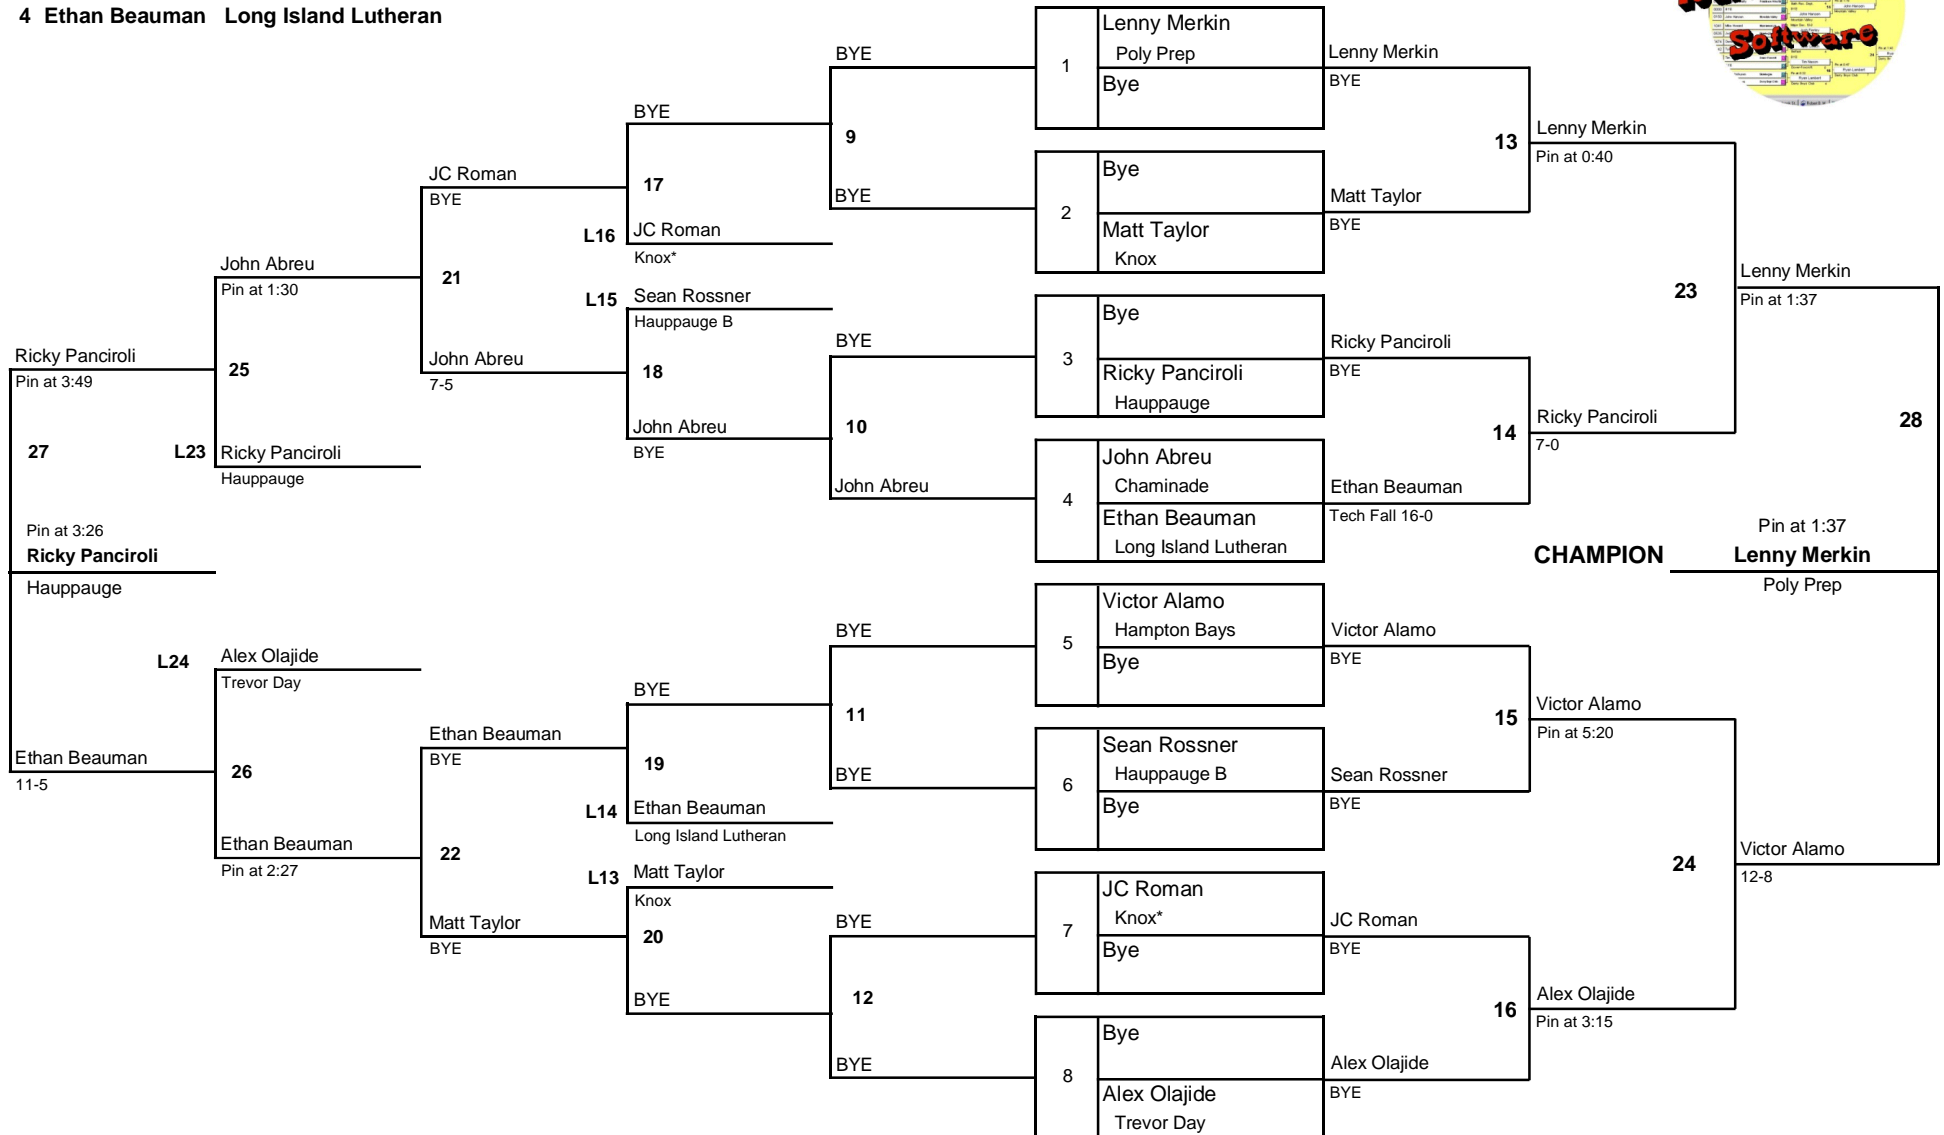 4 Ethan Beauman Long Island Lutheran
Software
Lenny Merkin
Poly Prep
1
Bye
Bye
2
Matt Taylor
Knox
Bye
3
Ricky Panciroli
Hauppauge
John Abreu
Chaminade
4
Ethan Beauman
Long Island Lutheran
Victor Alamo
Hampton Bays
5
Bye
Sean Rossner
Hauppauge B
6
Bye
JC Roman
Knox*
7
Bye
Bye
8
Alex Olajide
Trevor Day
Lenny Merkin
BYE
13
Matt Taylor
BYE
Ricky Panciroli
BYE
14
Ethan Beauman
Tech Fall 16-0
Victor Alamo
BYE
15
Sean Rossner
BYE
JC Roman
BYE
16
Alex Olajide
BYE
Lenny Merkin
Pin at 0:40
23
Ricky Panciroli
7-0
Victor Alamo
Pin at 5:20
24
Alex Olajide
Pin at 3:15
Lenny Merkin
Pin at 1:37
28
Pin at 1:37
CHAMPION Lenny Merkin
Poly Prep
Victor Alamo
12-8
BYE
9
BYE
BYE
10
John Abreu
BYE
11
BYE
BYE
12
BYE
BYE
17
L16 JC Roman
Knox*
L15 Sean Rossner
Hauppauge B
18
John Abreu
BYE
BYE
19
L14 Ethan Beauman
Long Island Lutheran
L13 Matt Taylor
Knox
20
BYE
JC Roman
BYE
21
John Abreu
7-5
Ethan Beauman
BYE
22
Matt Taylor
BYE
John Abreu
Pin at 1:30
25
L23 Ricky Panciroli
Hauppauge
L24 Alex Olajide
Trevor Day
26
Ethan Beauman
Pin at 2:27
Ricky Panciroli
Pin at 3:49
27
Pin at 3:26
Ricky Panciroli
Hauppauge
Ethan Beauman
11-5